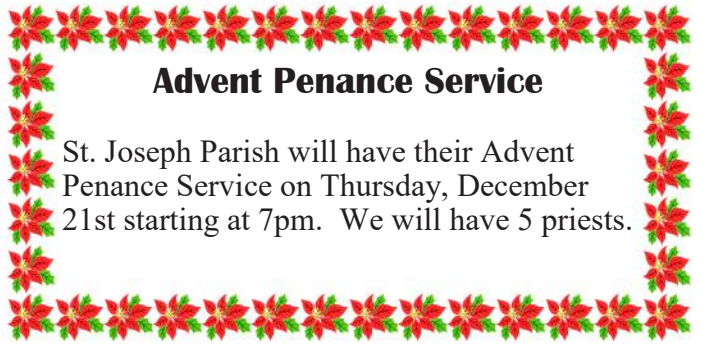 Advent Penance Service
St. Joseph Parish will have their Advent
Penance Service on Thursday, December
21st starting at 7pm.  We will have 5 priests.